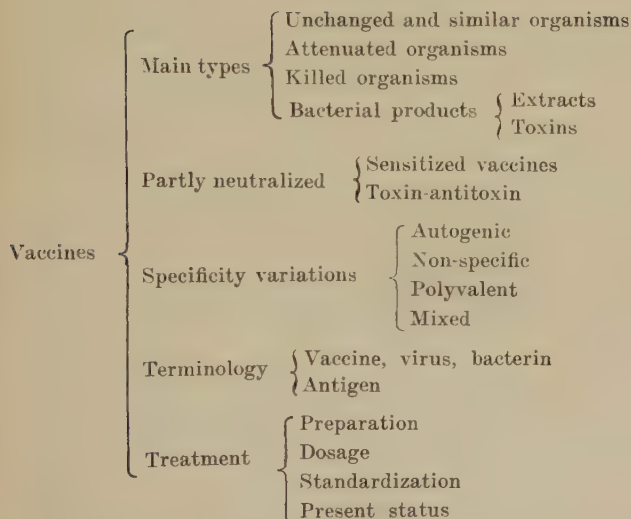 Unchanged and similar organisms
Main types
Attenuated organisms
Killed organisms
Bacterial products
Extracts
Toxins
Partly neutralized
Sensitized vaccines
Toxin-antitoxin
Vaccines
Specificity variations
Autogenic
Non-specific
Polyvalent
Mixed
Terminology
Vaccine, virus, bacterin
Antigen
Treatment
Preparation
Dosage
Standardization
Present status